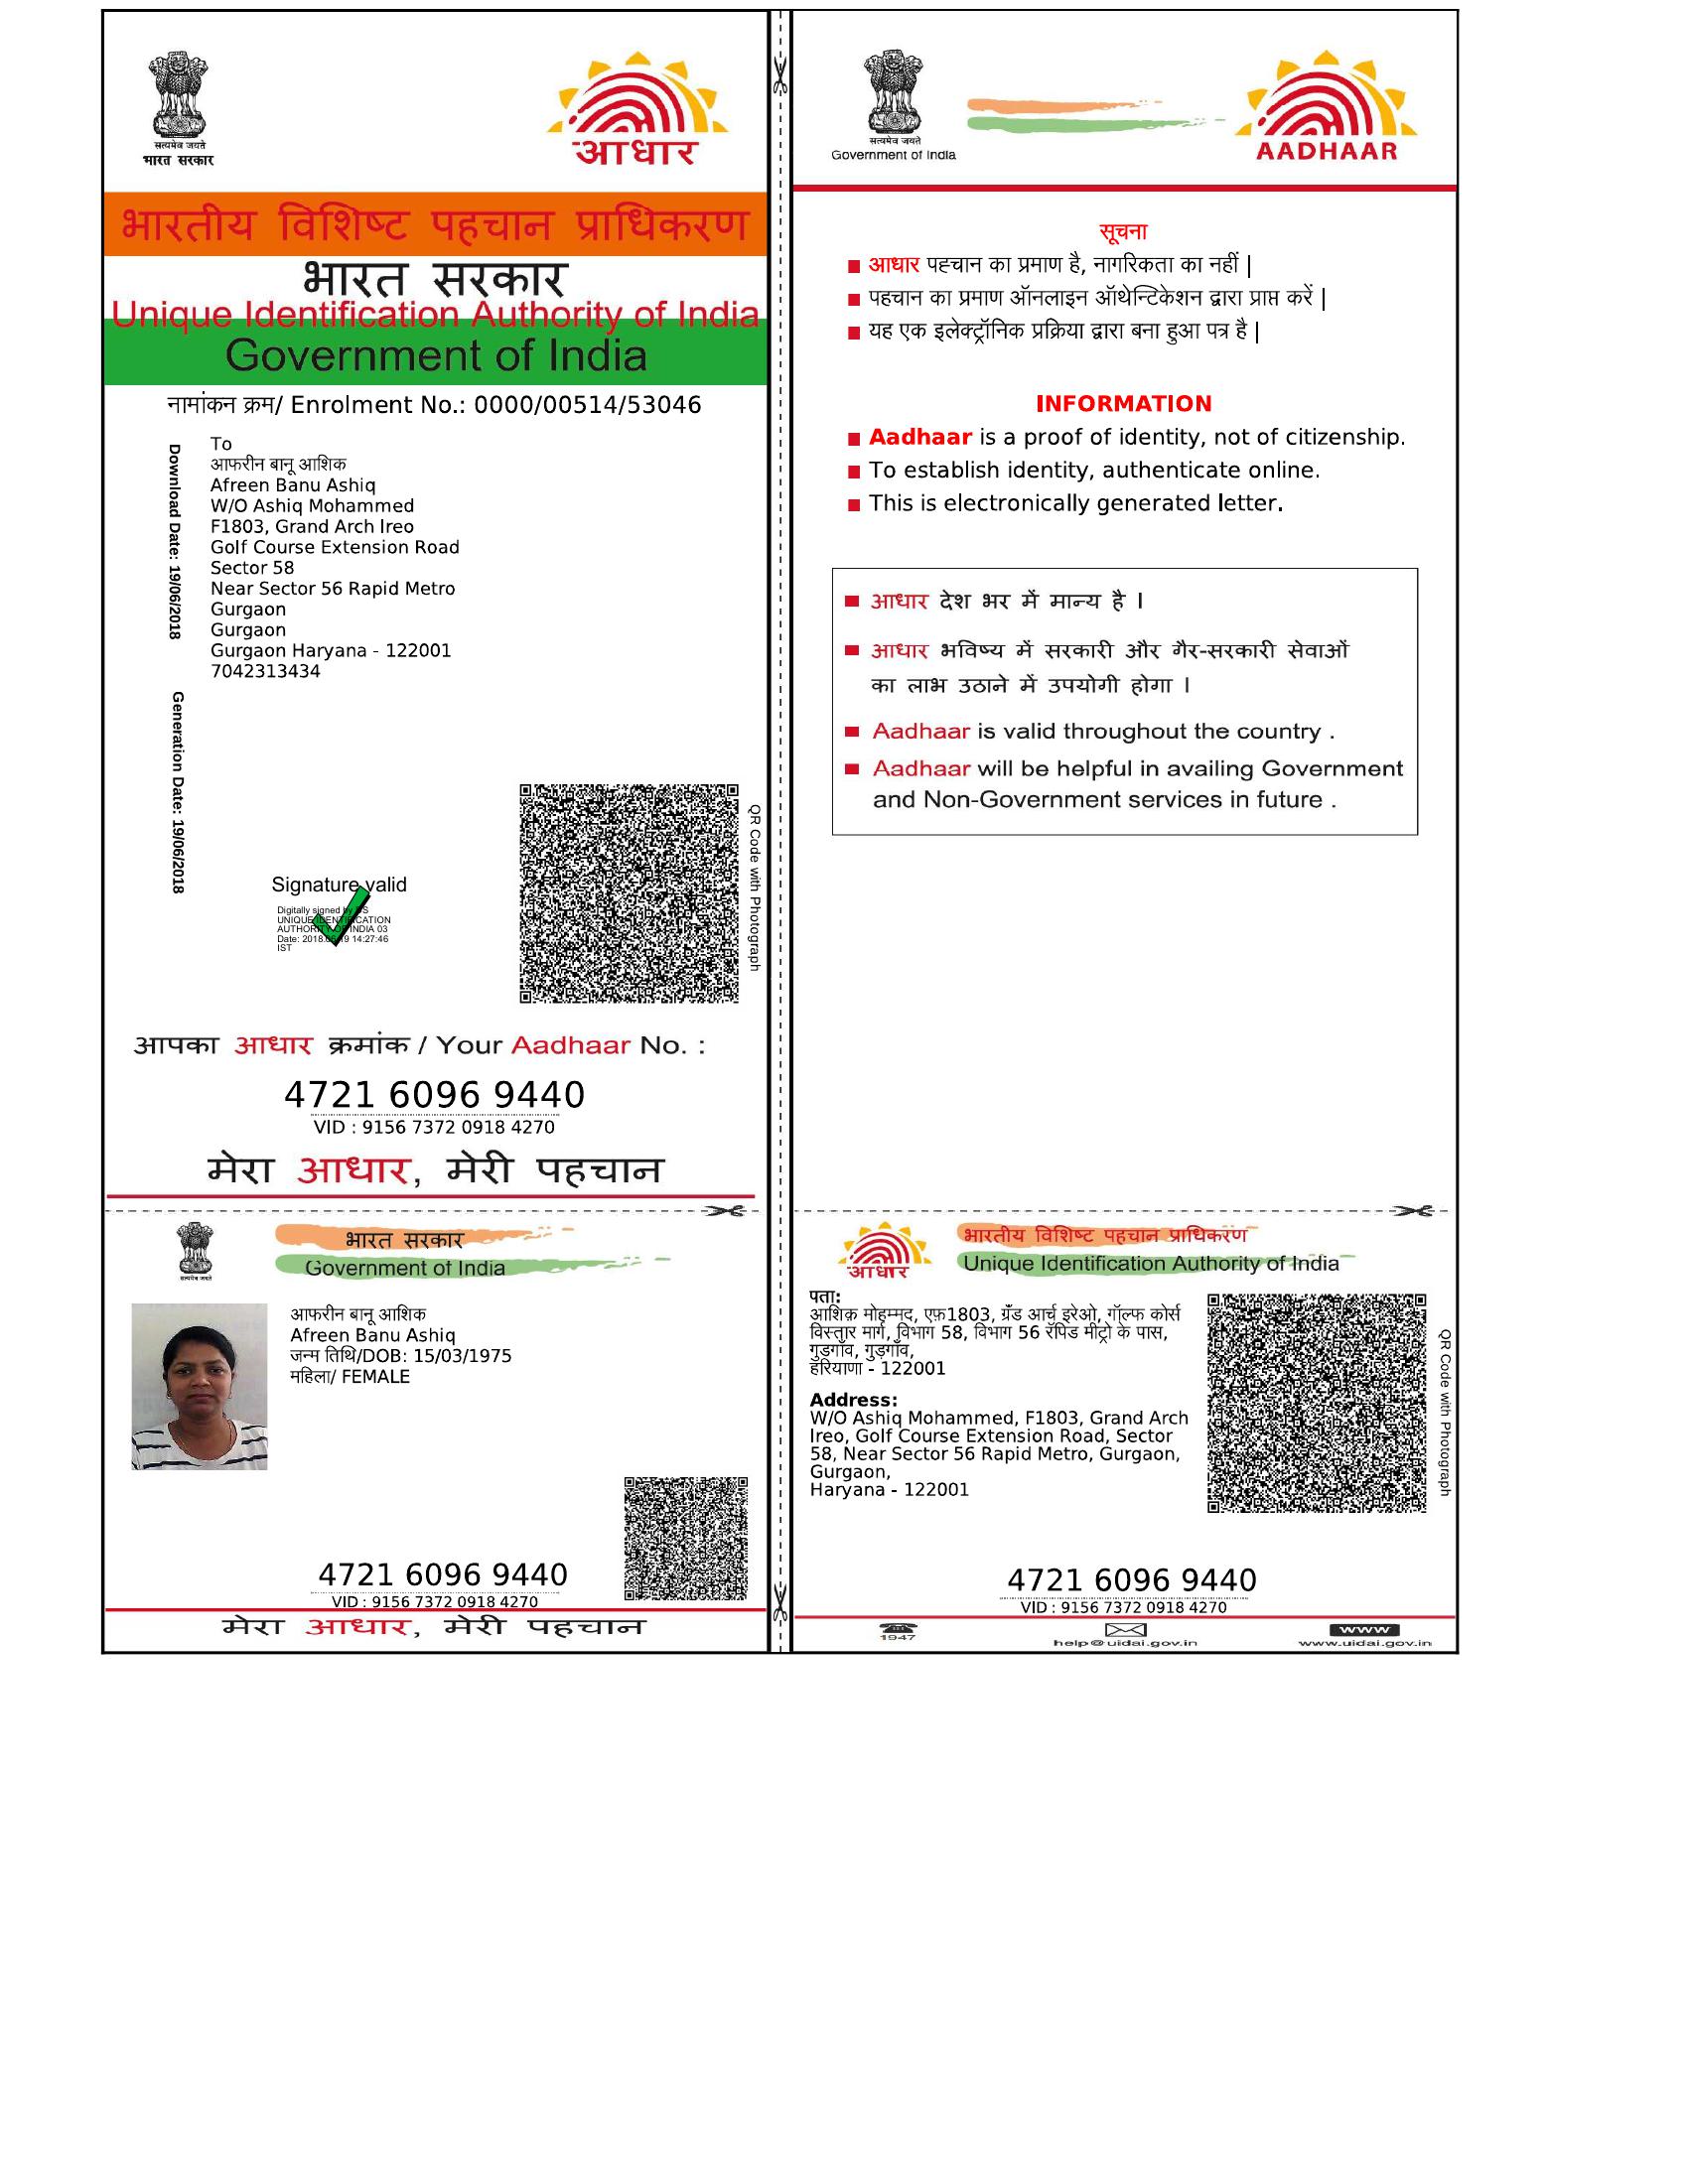 सत्यमेव जयते
भारत सरकार
आधार
भारतीय विशिष्ट पहचान प्राधिकरण
भारत सरकार
Unique Identification Authority of India
Government of India
नामांकन क्रम/ Enrolment No.: 0000/00514/53046
Download Date: 19/06/2018
Generation Date: 19/06/2018
To
आफरीन बानू आशिक
Afreen Banu Ashiq
W/O Ashiq Mohammed
F1803, Grand Arch Ireo
Golf Course Extension Road
Sector 58
Near Sector 56 Rapid Metro
Gurgaon
Gurgaon
Gurgaon Haryana - 122001
7042313434
Signature valid
Digitally signed by DS
UNIQUE IDENTIFICATION
AUTHORITY OF INDIA 03
Date: 2018.06.19 14:27:46
IST
QR Code with Photograph
आपका आधार क्रमांक / Your Aadhaar No. :
4721 6096 9440
VID : 9156 7372 0918 4270
मेरा आधार, मेरी पहचान
सत्यमेव जयते
भारत सरकार
Government of India
आफरीन बानू आशिक
Afreen Banu Ashiq
जन्म तिथि/DOB: 15/03/1975
महिला/ FEMALE
4721 6096 9440
VID : 9156 7372 0918 4270
मेरा आधार, मेरी पहचान
सत्यमेव जयते
Government of India
AADHAAR
सूचना
आधार पहचान का प्रमाण है, नागरिकता का नहीं |
पहचान का प्रमाण ऑनलाइन ऑथेन्टिकेशन द्वारा प्राप्त करें |
यह एक इलेक्ट्रॉनिक प्रक्रिया द्वारा बना हुआ पत्र है |
INFORMATION
Aadhaar is a proof of identity, not of citizenship.
To establish identity, authenticate online.
This is electronically generated letter.
आधार देश भर में मान्य है ।
आधार भविष्य में सरकारी और गैर-सरकारी सेवाओं
का लाभ उठाने में उपयोगी होगा ।
Aadhaar is valid throughout the country .
Aadhaar will be helpful in availing Government
and Non-Government services in future .
आधार
भारतीय विशिष्ट पहचान प्राधिकरण
Unique Identification Authority of India
पता:
आशिक़ मोहम्मद, एफ़1803, ग्रॅंड आर्च इरेओ, गॉल्फ कोर्स
विस्तार मार्ग, विभाग 58, विभाग 56 रॅपिड मीट्रो के पास,
गुडगाँव, गुड़गाँव,
हरियाणा - 122001
Address:
W/O Ashiq Mohammed, F1803, Grand Arch
Ireo, Golf Course Extension Road, Sector
58, Near Sector 56 Rapid Metro, Gurgaon,
Gurgaon,
Haryana - 122001
QR Code with Photograph
4721 6096 9440
VID : 9156 7372 0918 4270
1947
help@uidai.gov.in
www
www.uidai.gov.in